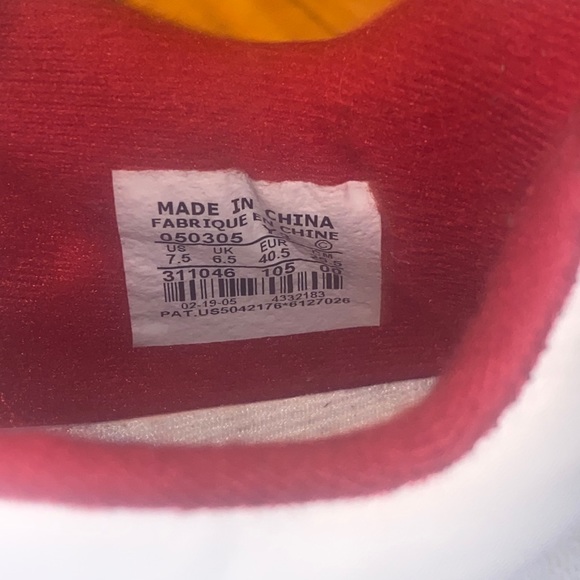 MADE IN CHINA
FABRIQUE EN CHINE
050305 Y
US UK EUR ©
7.5 6.5 40.5
311046 105 00
02-19-05 4332183
PAT.US5042176*6127026